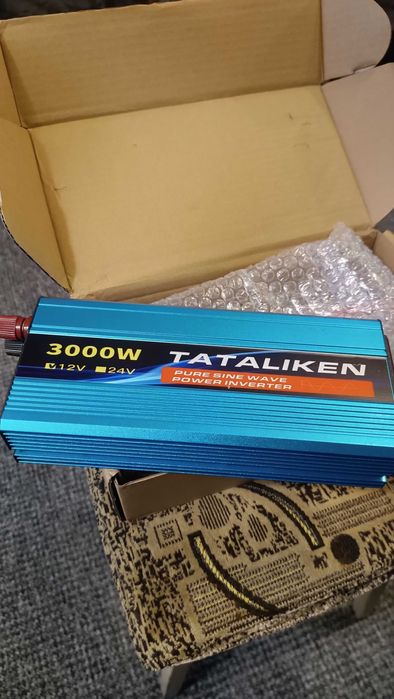 3000W
12V 24V
TATALIKEN
PURE SINE WAVE
POWER INVERTER